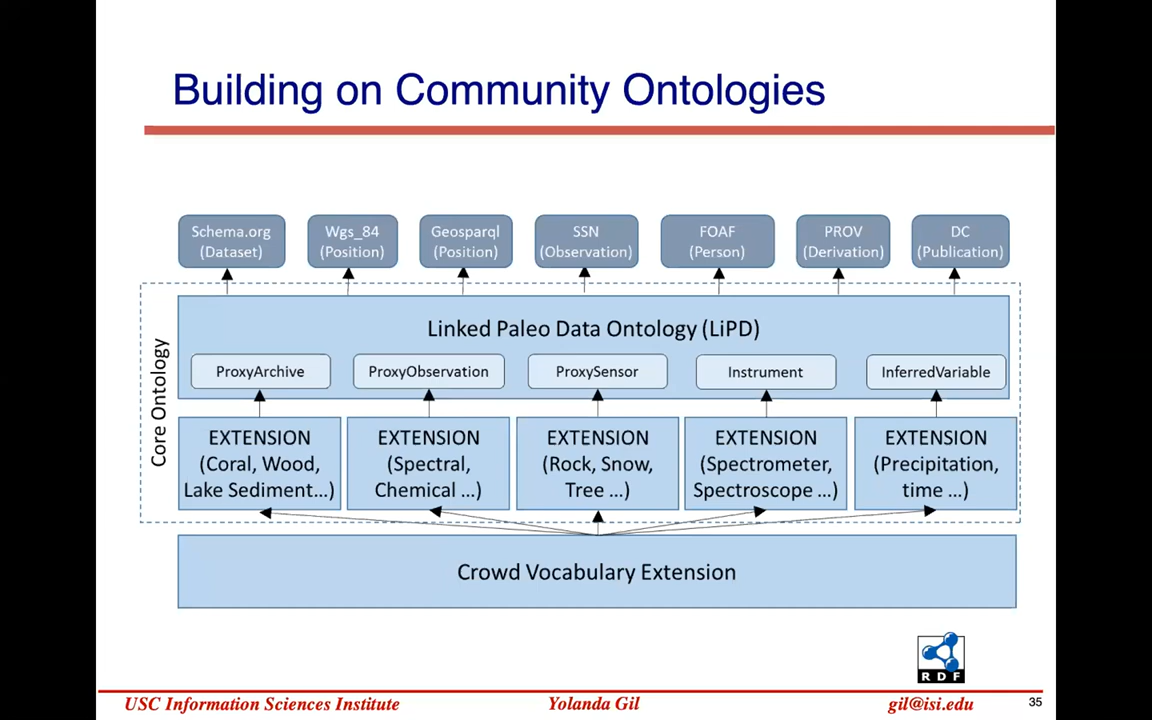 Building on Community Ontologies
Schema.org
(Dataset)
Wgs_84
(Position)
Geosparql
(Position)
SSN
(Observation)
FOAF
(Person)
PROV
(Derivation)
DC
(Publication)
Core Ontology
Linked Paleo Data Ontology (LiPD)
ProxyArchive
ProxyObservation
ProxySensor
Instrument
InferredVariable
EXTENSION
(Coral, Wood,
Lake Sediment...)
EXTENSION
(Spectral,
Chemical ...)
EXTENSION
(Rock, Snow,
Tree ...)
EXTENSION
(Spectrometer,
Spectroscope ...)
EXTENSION
(Precipitation,
time ...)
Crowd Vocabulary Extension
RDF
USC Information Sciences Institute
Yolanda Gil
gil@isi.edu
35